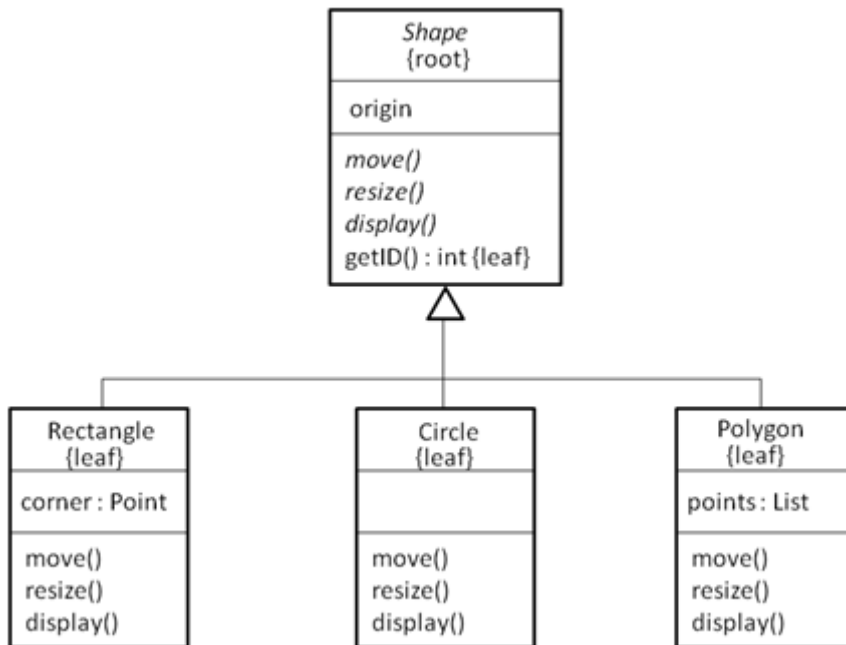 Shape
{root}
origin
move()
resize()
display()
getID() : int {leaf}
Rectangle
{leaf}
corner : Point
move()
resize()
display()
Circle
{leaf}
move()
resize()
display()
Polygon
{leaf}
points : List
move()
resize()
display()